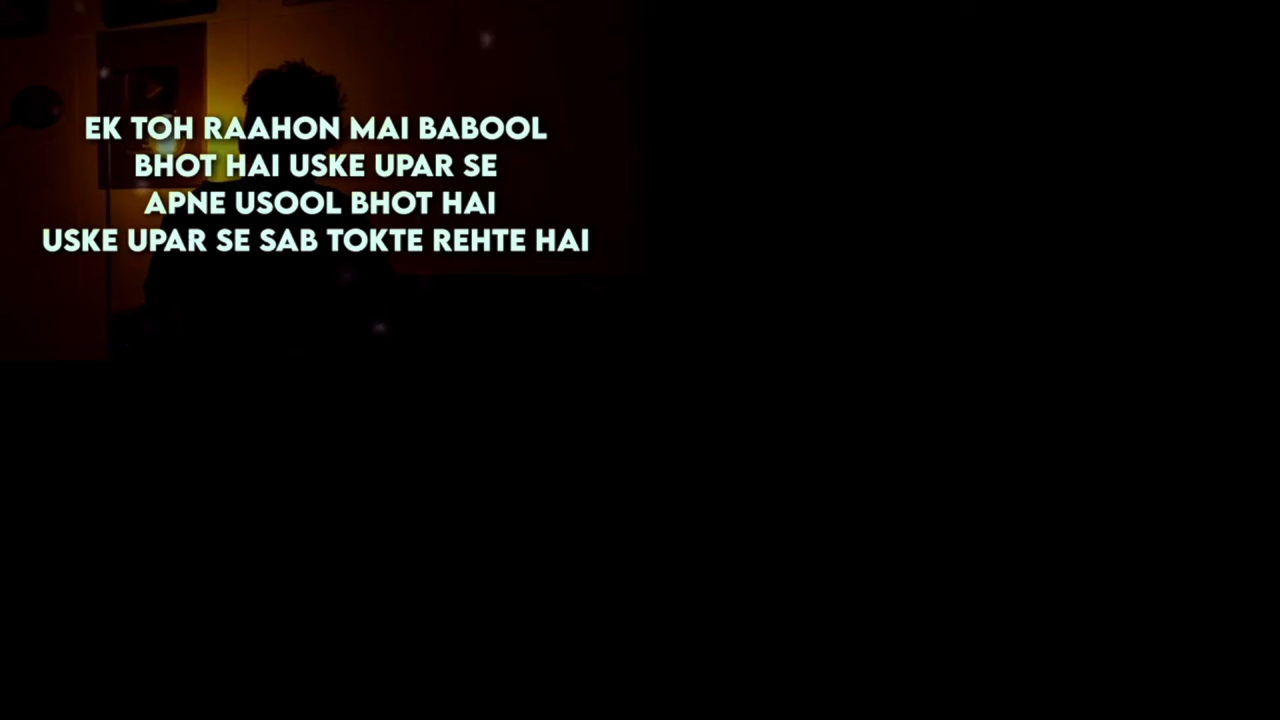 EK TOH RAAHON MAI BABOOL
BHOT HAI USKE UPAR SE
APNE USOOL BHOT HAI
USKE UPAR SE SAB TOKTE REHTE HAI